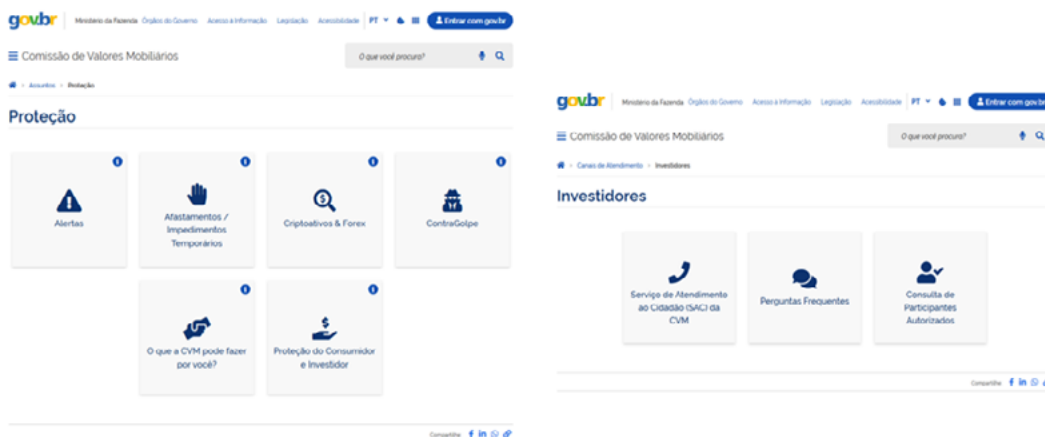 gov.br Ministério da Fazenda Órgãos do Governo Acesso à Informação Legislação Acessibilidade PT Entrar com gov.br
Comissão de Valores Mobiliários O que você procura?
Assuntos > Proteção
Proteção
Alertas
Afastamentos /
Impedimentos
Temporários
Criptoativos & Forex
ContraGolpe
O que a CVM pode fazer
por você?
Proteção do Consumidor
e Investidor
Compartilhe:
gov.br Ministério da Fazenda Órgãos do Governo Acesso à Informação Legislação Acessibilidade PT Entrar com gov.br
Comissão de Valores Mobiliários O que você procura?
Canais de Atendimento > Investidores
Investidores
Serviço de Atendimento
ao Cidadão (SAC) da
CVM
Perguntas Frequentes
Consulta de
Participantes
Autorizados
Compartilhe: